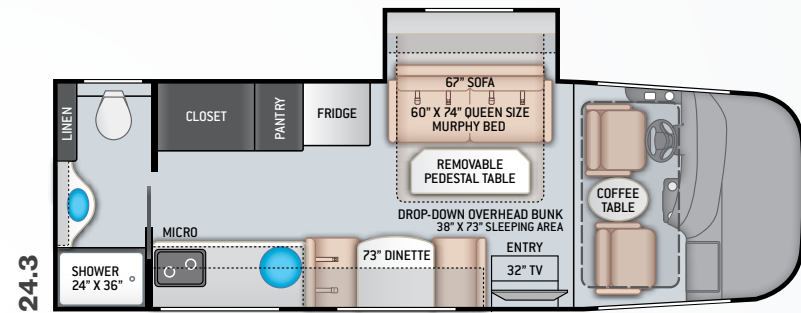 24.3
LINEN
CLOSET
PANTRY
FRIDGE
67" SOFA
60" X 74" QUEEN SIZE
MURPHY BED
REMOVABLE
PEDESTAL TABLE
COFFEE
TABLE
DROP-DOWN OVERHEAD BUNK
38" X 73" SLEEPING AREA
MICRO
ENTRY
32" TV
73" DINETTE
SHOWER
24" X 36"